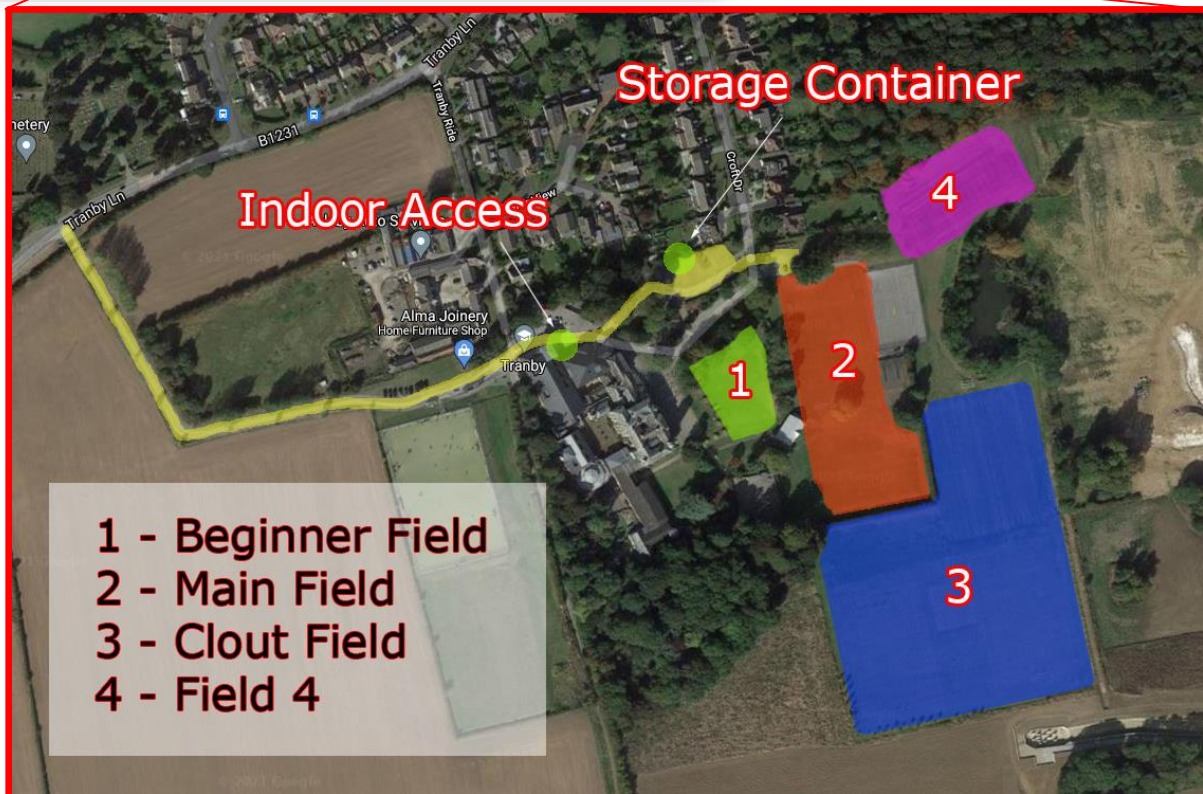 Tranby Ln
Storage Container
B1231
Tranby Ride
Croft Dr
4
Tranby Ln
Indoor Access
Alma Joinery
Home Furniture Shop
Tranby
1
2
3
1 - Beginner Field
2 - Main Field
3 - Clout Field
4 - Field 4